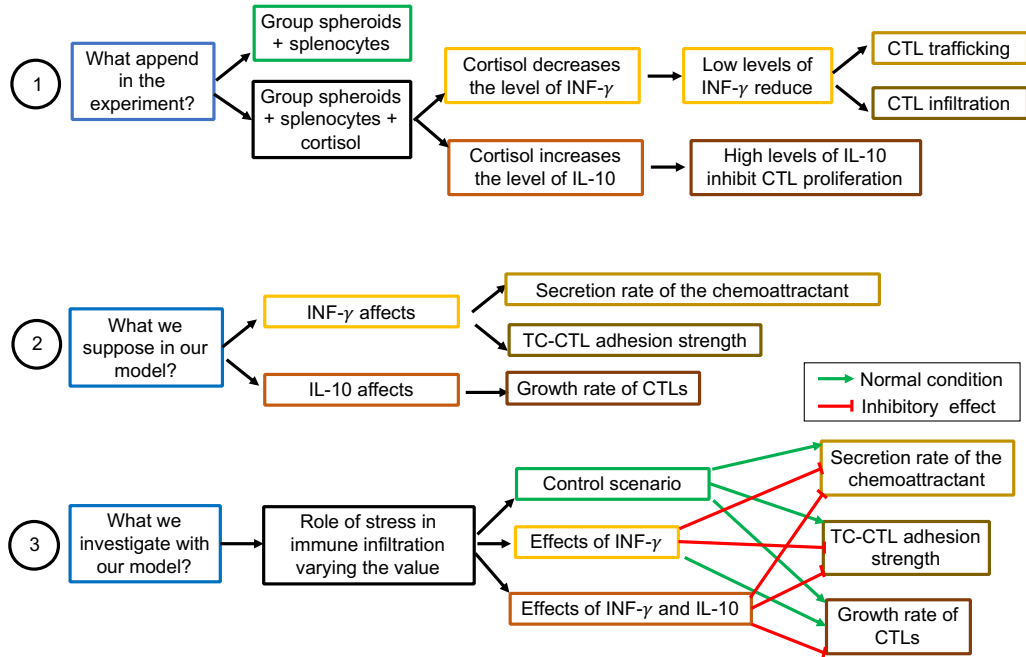 1
What append
in the
experiment?
Group spheroids
+ splenocytes
Group spheroids
+ splenocytes +
cortisol
Cortisol decreases
the level of INF-γ
Low levels of
INF-γ reduce
CTL trafficking
CTL infiltration
Cortisol increases
the level of IL-10
High levels of IL-10
inhibit CTL proliferation
2
What we
suppose in our
model?
INF-γ affects
Secretion rate of the chemoattractant
TC-CTL adhesion strength
IL-10 affects
Growth rate of CTLs
Normal condition
Inhibitory effect
3
What we
investigate with
our model?
Role of stress in
immune infiltration
varying the value
Control scenario
Effects of INF-γ
Effects of INF-γ and IL-10
Secretion rate of the
chemoattractant
TC-CTL adhesion
strength
Growth rate of
CTLs